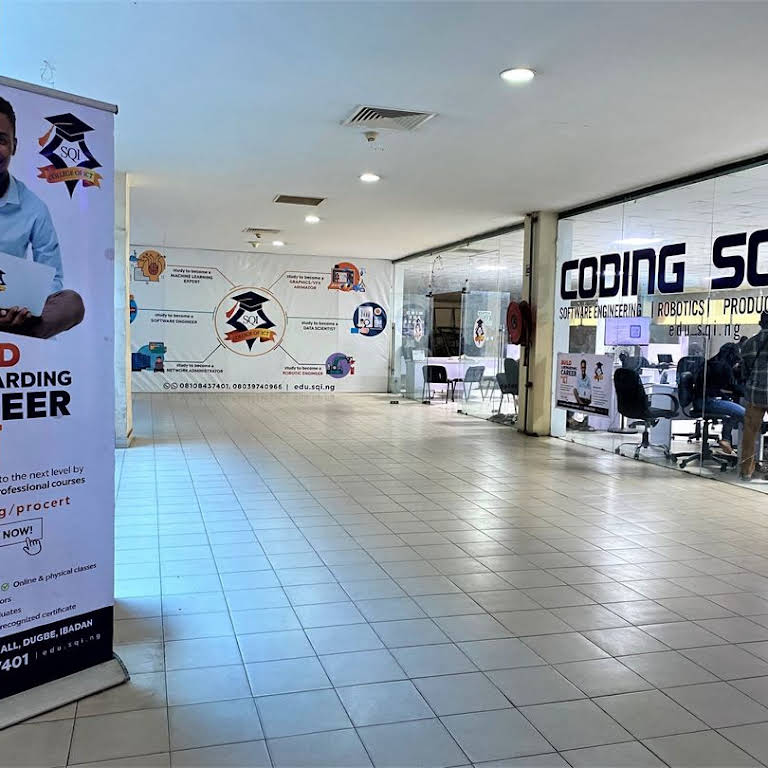 SQI
COLLEGE OF ICT
ARDING
EER
to the next level by
rofessional courses
g/procert
NOW!
Online & physical classes
ors
uates
recognized certificate
ALL, DUGBE, IBADAN
7401 | edu.sqi.ng
study to become a
MACHINE LEARNING
EXPERT
study to become a
GRAPHICS/VFX
ANIMATOR
study to become a
SOFTWARE ENGINEER
SQI
COLLEGE OF ICT
study to become a
DATA SCIENTIST
study to become a
NETWORK ADMINISTRATOR
study to become a
ROBOTIC ENGINEER
08108437401, 08039740966 | edu.sqi.ng
CODING SC
SOFTWARE ENGINEERING | ROBOTICS | PRODUC
edu.sqi.ng
BUILD
CAREER